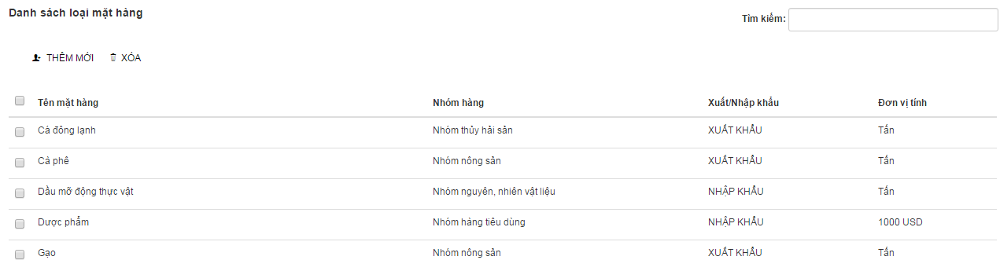 Danh sách loại mặt hàng
Tìm kiếm:
THÊM MỚI XÓA
Tên mặt hàng Nhóm hàng Xuất/Nhập khẩu Đơn vị tính
Cá đông lạnh Nhóm thủy hải sản XUẤT KHẨU Tấn
Cà phê Nhóm nông sản XUẤT KHẨU Tấn
Dầu mỡ động thực vật Nhóm nguyên, nhiên vật liệu NHẬP KHẨU Tấn
Dược phẩm Nhóm hàng tiêu dùng NHẬP KHẨU 1000 USD
Gạo Nhóm nông sản XUẤT KHẨU Tấn